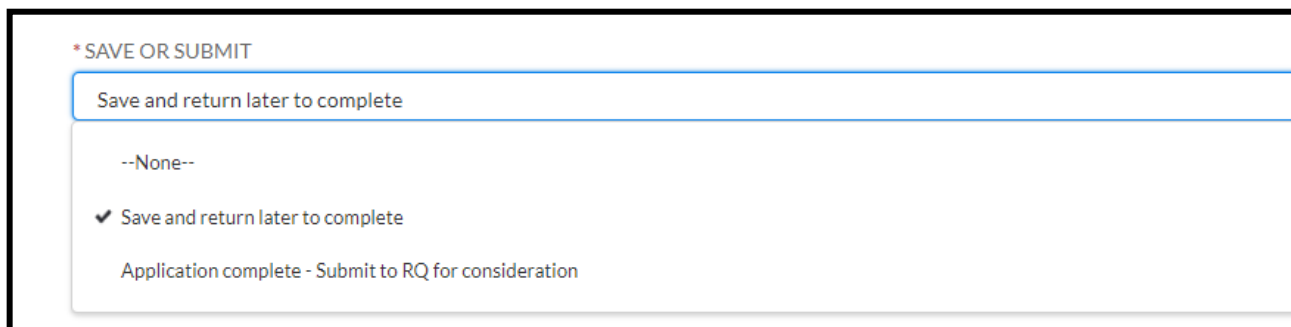 * SAVE OR SUBMIT
Save and return later to complete
--None--
✔ Save and return later to complete
Application complete - Submit to RQ for consideration